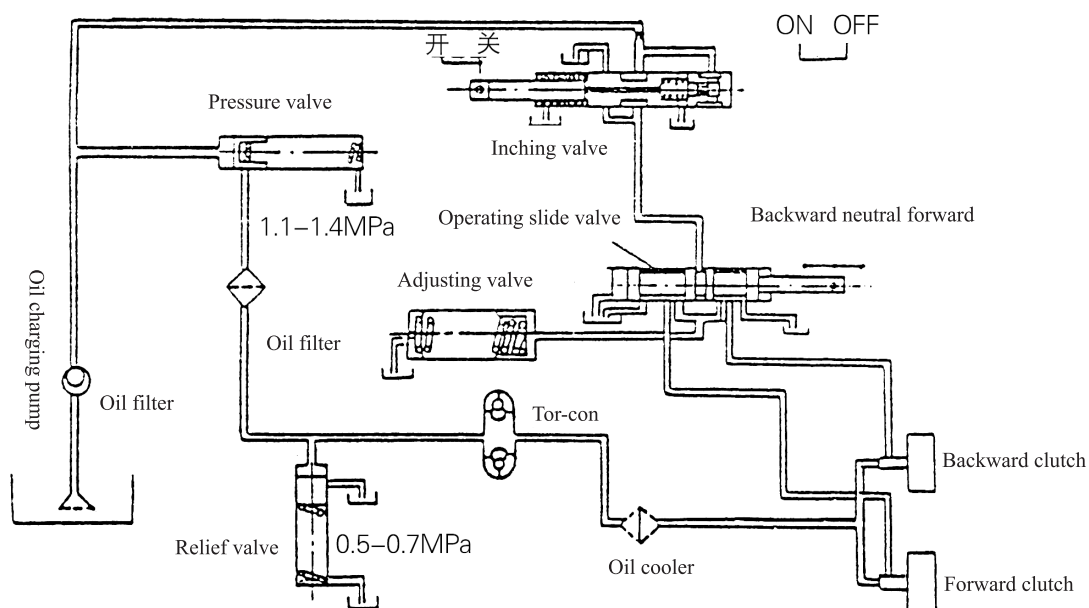 开 关
ON OFF
Pressure valve
Inching valve
1.1-1.4MPa
Operating slide valve
Backward neutral forward
Oil charging pump
Adjusting valve
Oil filter
Oil filter
Tor-con
Backward clutch
Relief valve
0.5-0.7MPa
Oil cooler
Forward clutch